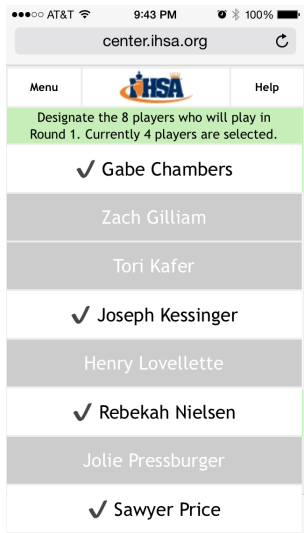 AT&T 9:43 PM 100%
center.ihsa.org
Menu IHSA Help
Designate the 8 players who will play in
Round 1. Currently 4 players are selected.
Gabe Chambers
Zach Gilliam
Tori Kafer
Joseph Kessinger
Henry Lovellette
Rebekah Nielsen
Jolie Pressburger
Sawyer Price